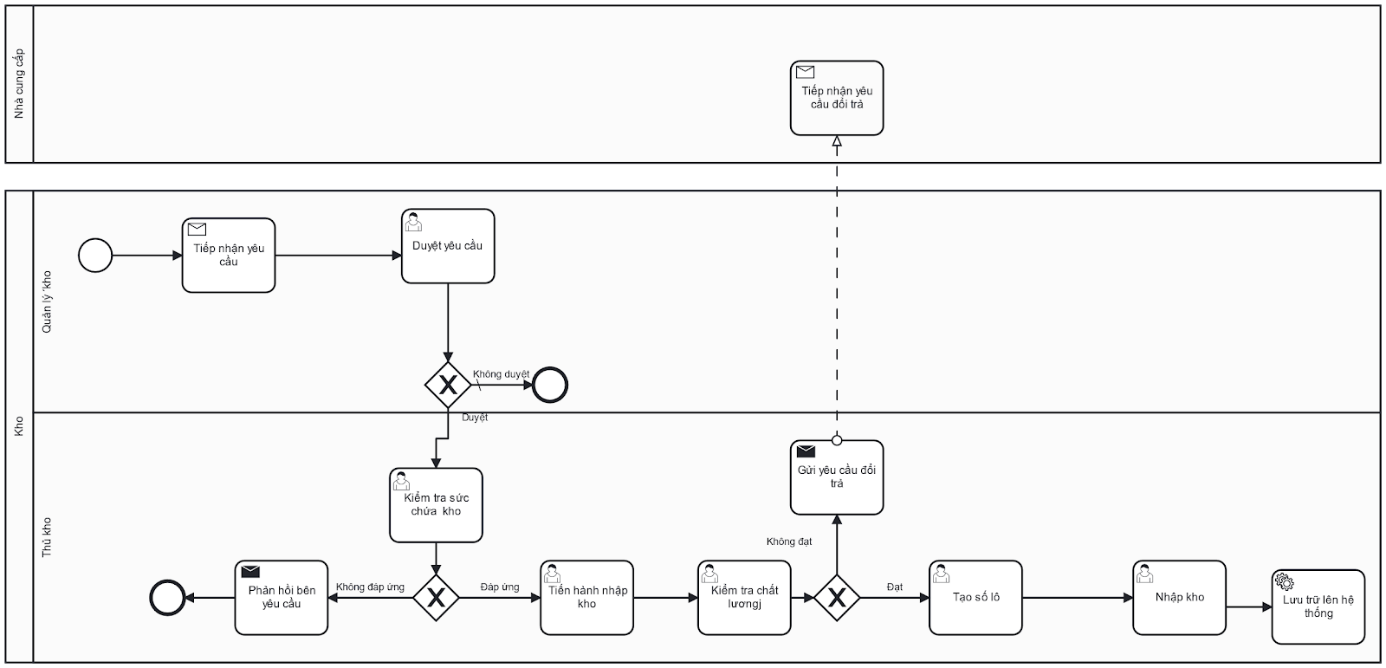 Nhà cung cấp
Tiếp nhận yêu
cầu đổi trả
Kho
Quản lý 'kho
Tiếp nhận yêu
cầu
Duyệt yêu cầu
Không duyệt
Duyệt
Thủ kho
Kiểm tra sức
chứa kho
Gửi yêu cầu đổi
trả
Không đạt
Phản hồi bên
yêu cầu
Không đáp ứng
Đáp ứng
Tiến hành nhập
kho
Kiểm tra chất
lươngj
Đạt
Tạo số lô
Nhập kho
Lưu trữ lên hệ
thống